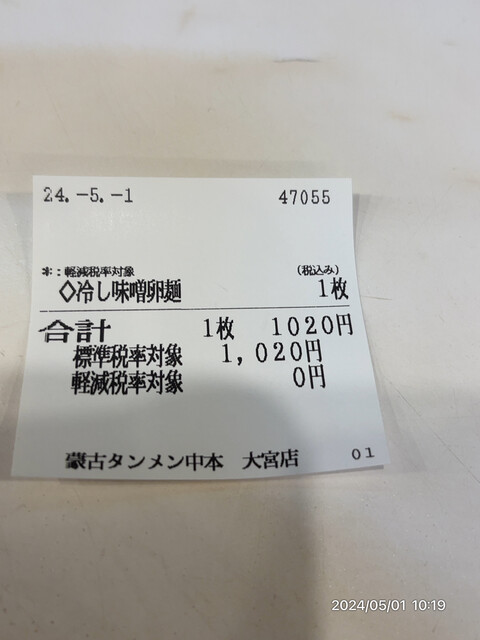 24.-5.-1 47055
*:軽減税率対象 (税込み)
◇冷し味噌卵麺 1枚
合計 1枚 1020円
標準税率対象 1,020円
軽減税率対象 0円
蒙古タンメン中本 大宮店 01
2024/05/01 10:19